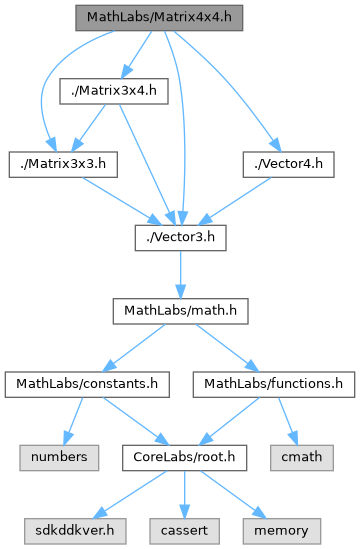 MathLabs/Matrix4x4.h
./Matrix3x4.h
./Matrix3x3.h
./Vector4.h
./Vector3.h
MathLabs/math.h
MathLabs/constants.h
MathLabs/functions.h
numbers
CoreLabs/root.h
cmath
sdkddkver.h
cassert
memory